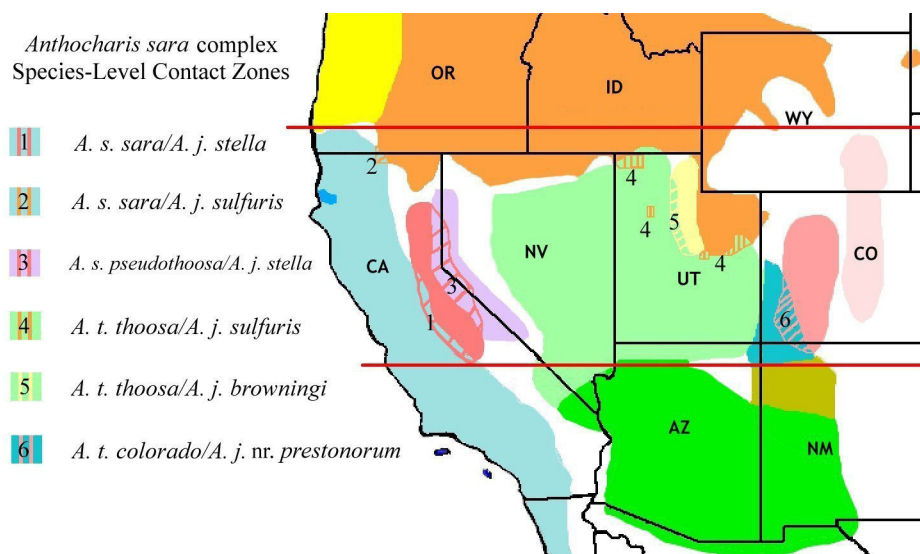 Anthocharis sara complex
Species-Level Contact Zones
1 A. s. sara/A. j. stella
2 A. s. sara/A. j. sulfuris
3 A. s. pseudothoosa/A. j. stella
4 A. t. thoosa/A. j. sulfuris
5 A. t. thoosa/A. j. browningi
6 A. t. colorado/A. j. nr. prestonorum
OR
ID
WY
2
4
4
5
NV
CA
3
1
UT
4
CO
6
AZ
NM